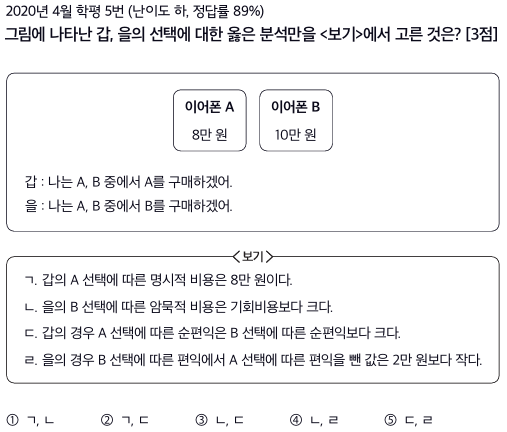 2020년 4월 학평 5번 (난이도 하, 정답률 89%)
그림에 나타난 갑, 을의 선택에 대한 옳은 분석만을 <보기>에서 고른 것은? [3점]
이어폰 A 이어폰 B
8만 원 10만 원
갑 : 나는 A, B 중에서 A를 구매하겠어.
을 : 나는 A, B 중에서 B를 구매하겠어.
<보기>
ㄱ. 갑의 A 선택에 따른 명시적 비용은 8만 원이다.
ㄴ. 을의 B 선택에 따른 암묵적 비용은 기회비용보다 크다.
ㄷ. 갑의 경우 A 선택에 따른 순편익은 B 선택에 따른 순편익보다 크다.
ㄹ. 을의 경우 B 선택에 따른 편익에서 A 선택에 따른 편익을 뺀 값은 2만 원보다 작다.
① ㄱ, ㄴ ② ㄱ, ㄷ ③ ㄴ, ㄷ ④ ㄴ, ㄹ ⑤ ㄷ, ㄹ